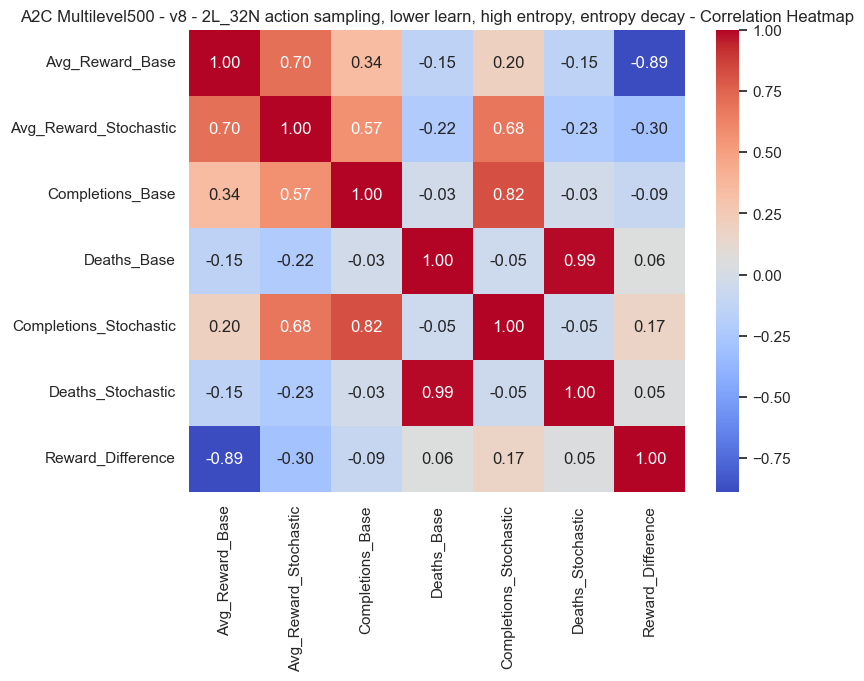 A2C Multilevel500 - v8 - 2L_32N action sampling, lower learn, high entropy, entropy decay - Correlation Heatmap
Avg_Reward_Base 1.00 0.70 0.34 -0.15 0.20 -0.15 -0.89
Avg_Reward_Stochastic 0.70 1.00 0.57 -0.22 0.68 -0.23 -0.30
Completions_Base 0.34 0.57 1.00 -0.03 0.82 -0.03 -0.09
Deaths_Base -0.15 -0.22 -0.03 1.00 -0.05 0.99 0.06
Completions_Stochastic 0.20 0.68 0.82 -0.05 1.00 -0.05 0.17
Deaths_Stochastic -0.15 -0.23 -0.03 0.99 -0.05 1.00 0.05
Reward_Difference -0.89 -0.30 -0.09 0.06 0.17 0.05 1.00
Avg_Reward_Base
Avg_Reward_Stochastic
Completions_Base
Deaths_Base
Completions_Stochastic
Deaths_Stochastic
Reward_Difference
1.00
0.75
0.50
0.25
0.00
−0.25
−0.50
−0.75